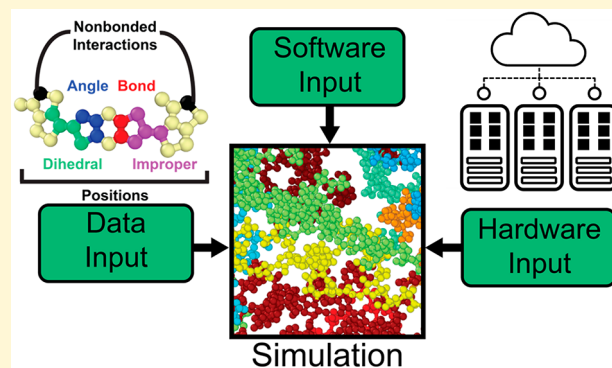 Nonbonded
Interactions
Angle Bond
Dihedral Improper
Positions
Data
Input
Software
Input
Hardware
Input
Simulation